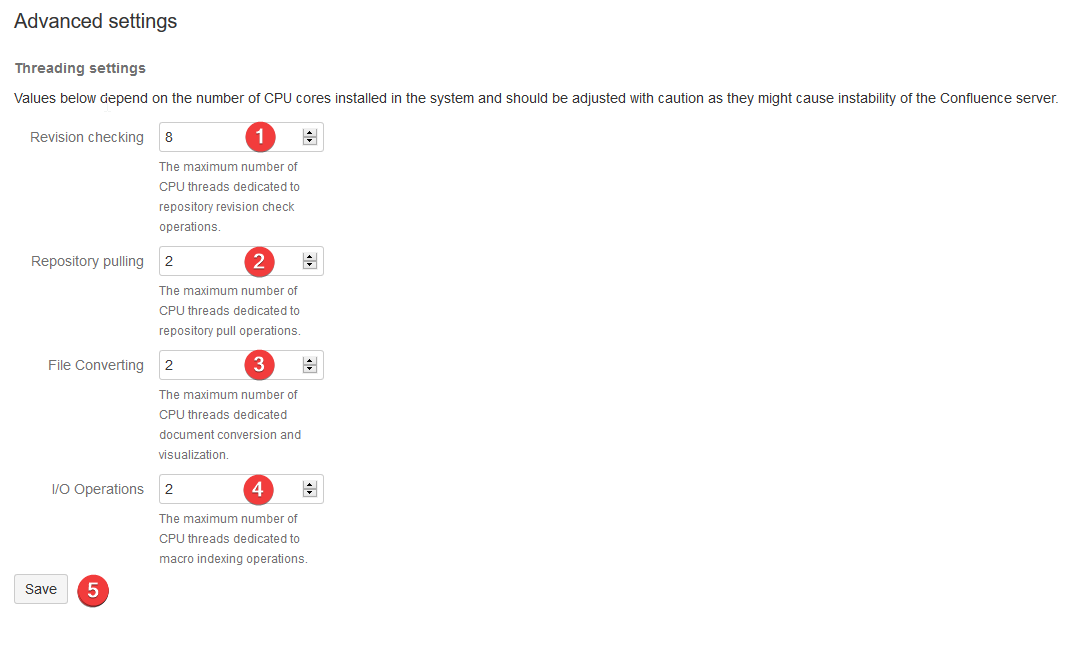 Advanced settings
Threading settings
Values below depend on the number of CPU cores installed in the system and should be adjusted with caution as they might cause instability of the Confluence server.
Revision checking 8 1
The maximum number of
CPU threads dedicated to
repository revision check
operations.
Repository pulling 2 2
The maximum number of
CPU threads dedicated to
repository pull operations.
File Converting 2 3
The maximum number of
CPU threads dedicated
document conversion and
visualization.
I/O Operations 2 4
The maximum number of
CPU threads dedicated to
macro indexing operations.
Save 5